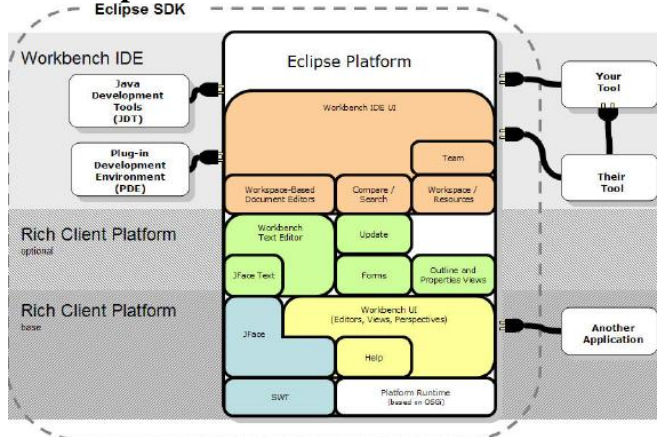 Eclipse SDK
Workbench IDE
Eclipse Platform
Java
Development
Tools
(JDT)
Your
Tool
Workbench IDE UI
Plug-in
Development
Environment
(PDE)
Team
Their
Tool
Workspace-Based
Document Editors
Compare /
Search
Workspace /
Resources
Rich Client Platform
optional
Workbench
Text Editor
Update
JFace Text
Forms
Outline and
Properties Views
Rich Client Platform
base
JFace
Workbench UI
(Editors, Views, Perspectives)
Another
Application
Help
SWT
Platform Runtime
(based on OSGi)